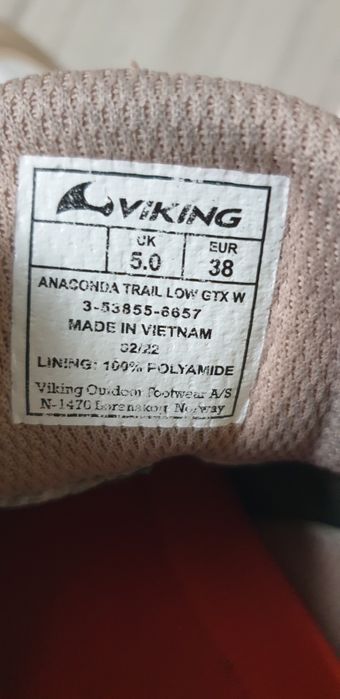 VIKING
UK EUR
5.0 38
ANACONDA TRAIL LOW GTX W
3-53855-6657
MADE IN VIETNAM
02/22
LINING: 100% POLYAMIDE
Viking Outdoor Footwear A/S
N-1470 Lorenskog Norway